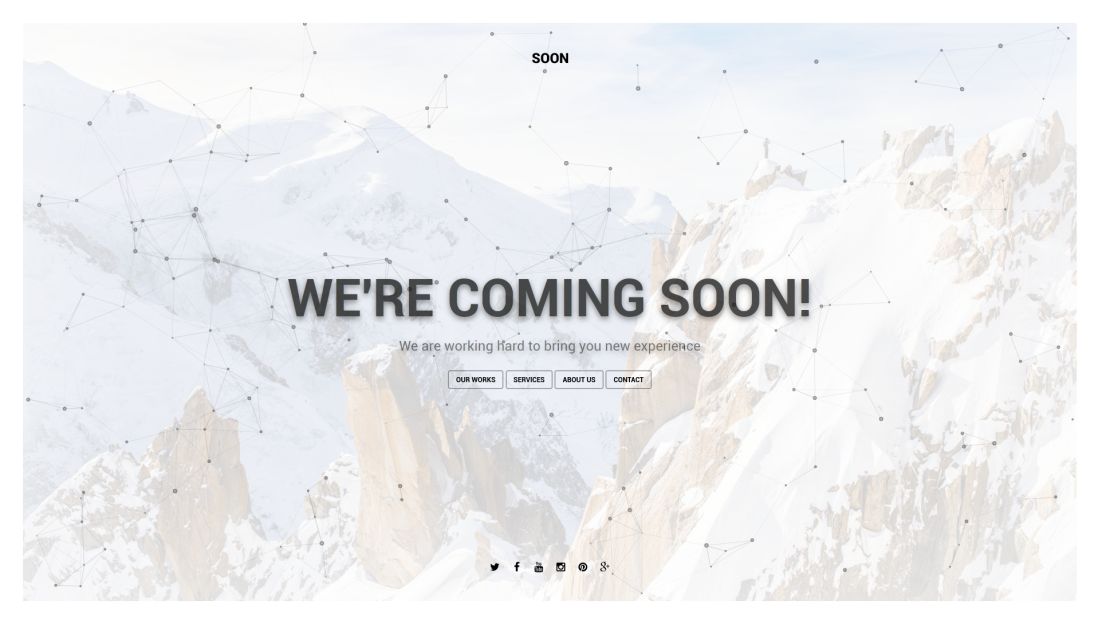 SOON
WE'RE COMING SOON!
We are working hard to bring you new experience
OUR WORKS SERVICES ABOUT US CONTACT